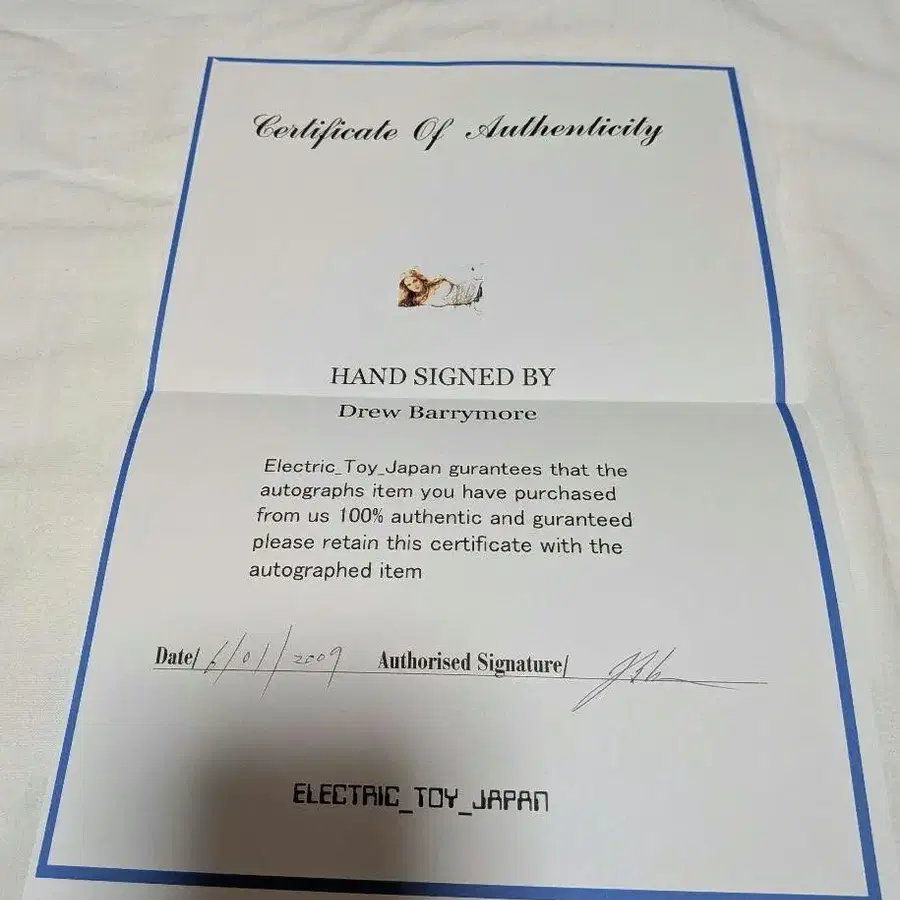 Certificate Of Authenticity
HAND SIGNED BY
Drew Barrymore
Electric_Toy_Japan gurantees that the
autographs item you have purchased
from us 100% authentic and guranteed
please retain this certificate with the
autographed item
Date/ 6/01/2009 Authorised Signature/
ELECTRIC_TOY_JAPAN